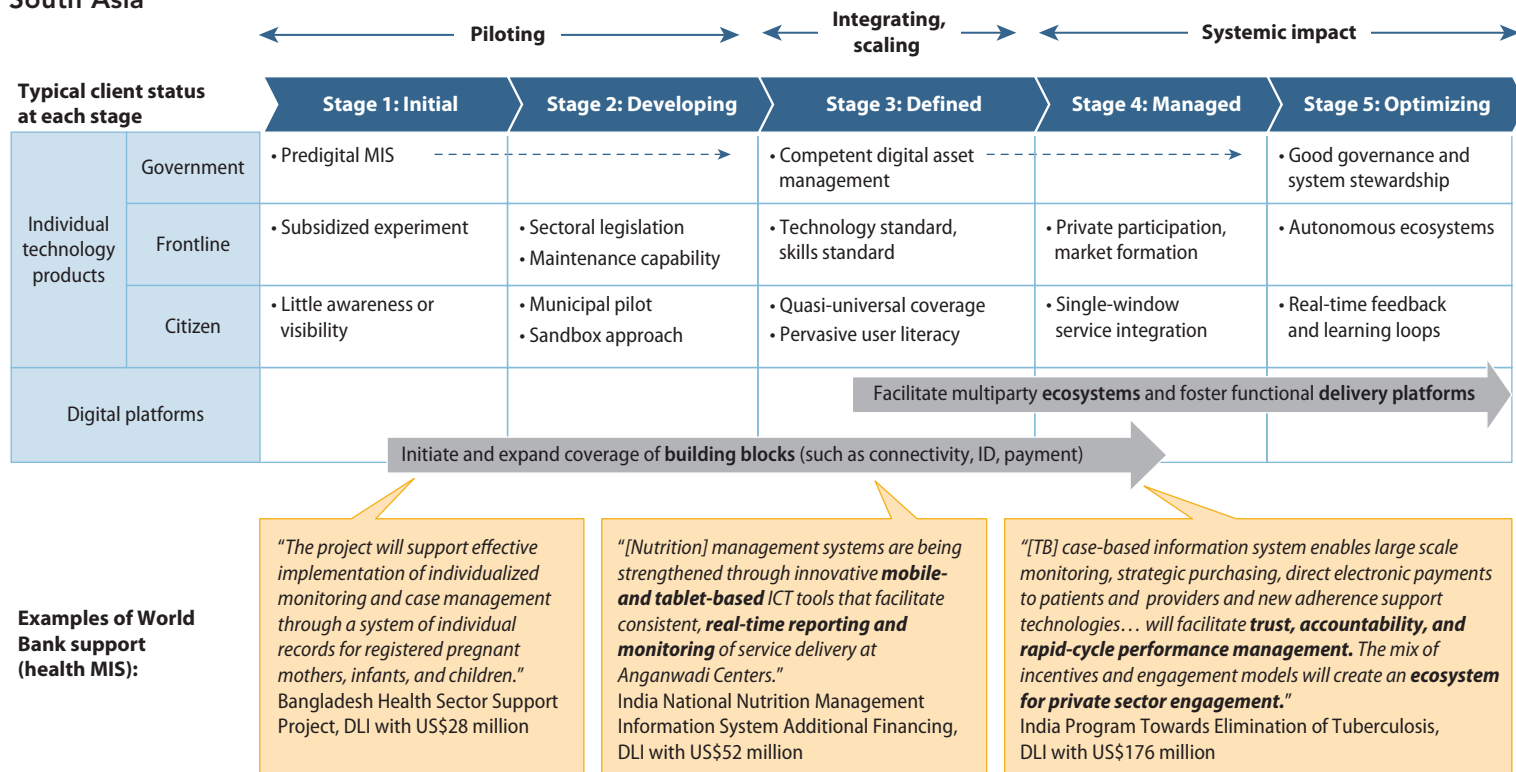 South Asia
Piloting
Integrating,
scaling
Systemic impact
Typical client status
at each stage
Stage 1: Initial
Stage 2: Developing
Stage 3: Defined
Stage 4: Managed
Stage 5: Optimizing
Individual
technology
products
Government
• Predigital MIS
• Competent digital asset
management
• Good governance and
system stewardship
Frontline
• Subsidized experiment
• Sectoral legislation
• Maintenance capability
• Technology standard,
skills standard
• Private participation,
market formation
• Autonomous ecosystems
Citizen
• Little awareness or
visibility
• Municipal pilot
• Sandbox approach
• Quasi-universal coverage
• Pervasive user literacy
• Single-window
service integration
• Real-time feedback
and learning loops
Digital platforms
Facilitate multiparty ecosystems and foster functional delivery platforms
Initiate and expand coverage of building blocks (such as connectivity, ID, payment)
Examples of World
Bank support
(health MIS):
“The project will support effective
implementation of individualized
monitoring and case management
through a system of individual
records for registered pregnant
mothers, infants, and children.”
Bangladesh Health Sector Support
Project, DLI with US$28 million
“[Nutrition] management systems are being
strengthened through innovative mobile-
and tablet-based ICT tools that facilitate
consistent, real-time reporting and
monitoring of service delivery at
Anganwadi Centers.”
India National Nutrition Management
Information System Additional Financing,
DLI with US$52 million
“[TB] case-based information system enables large scale
monitoring, strategic purchasing, direct electronic payments
to patients and providers and new adherence support
technologies… will facilitate trust, accountability, and
rapid-cycle performance management. The mix of
incentives and engagement models will create an ecosystem
for private sector engagement.”
India Program Towards Elimination of Tuberculosis,
DLI with US$176 million